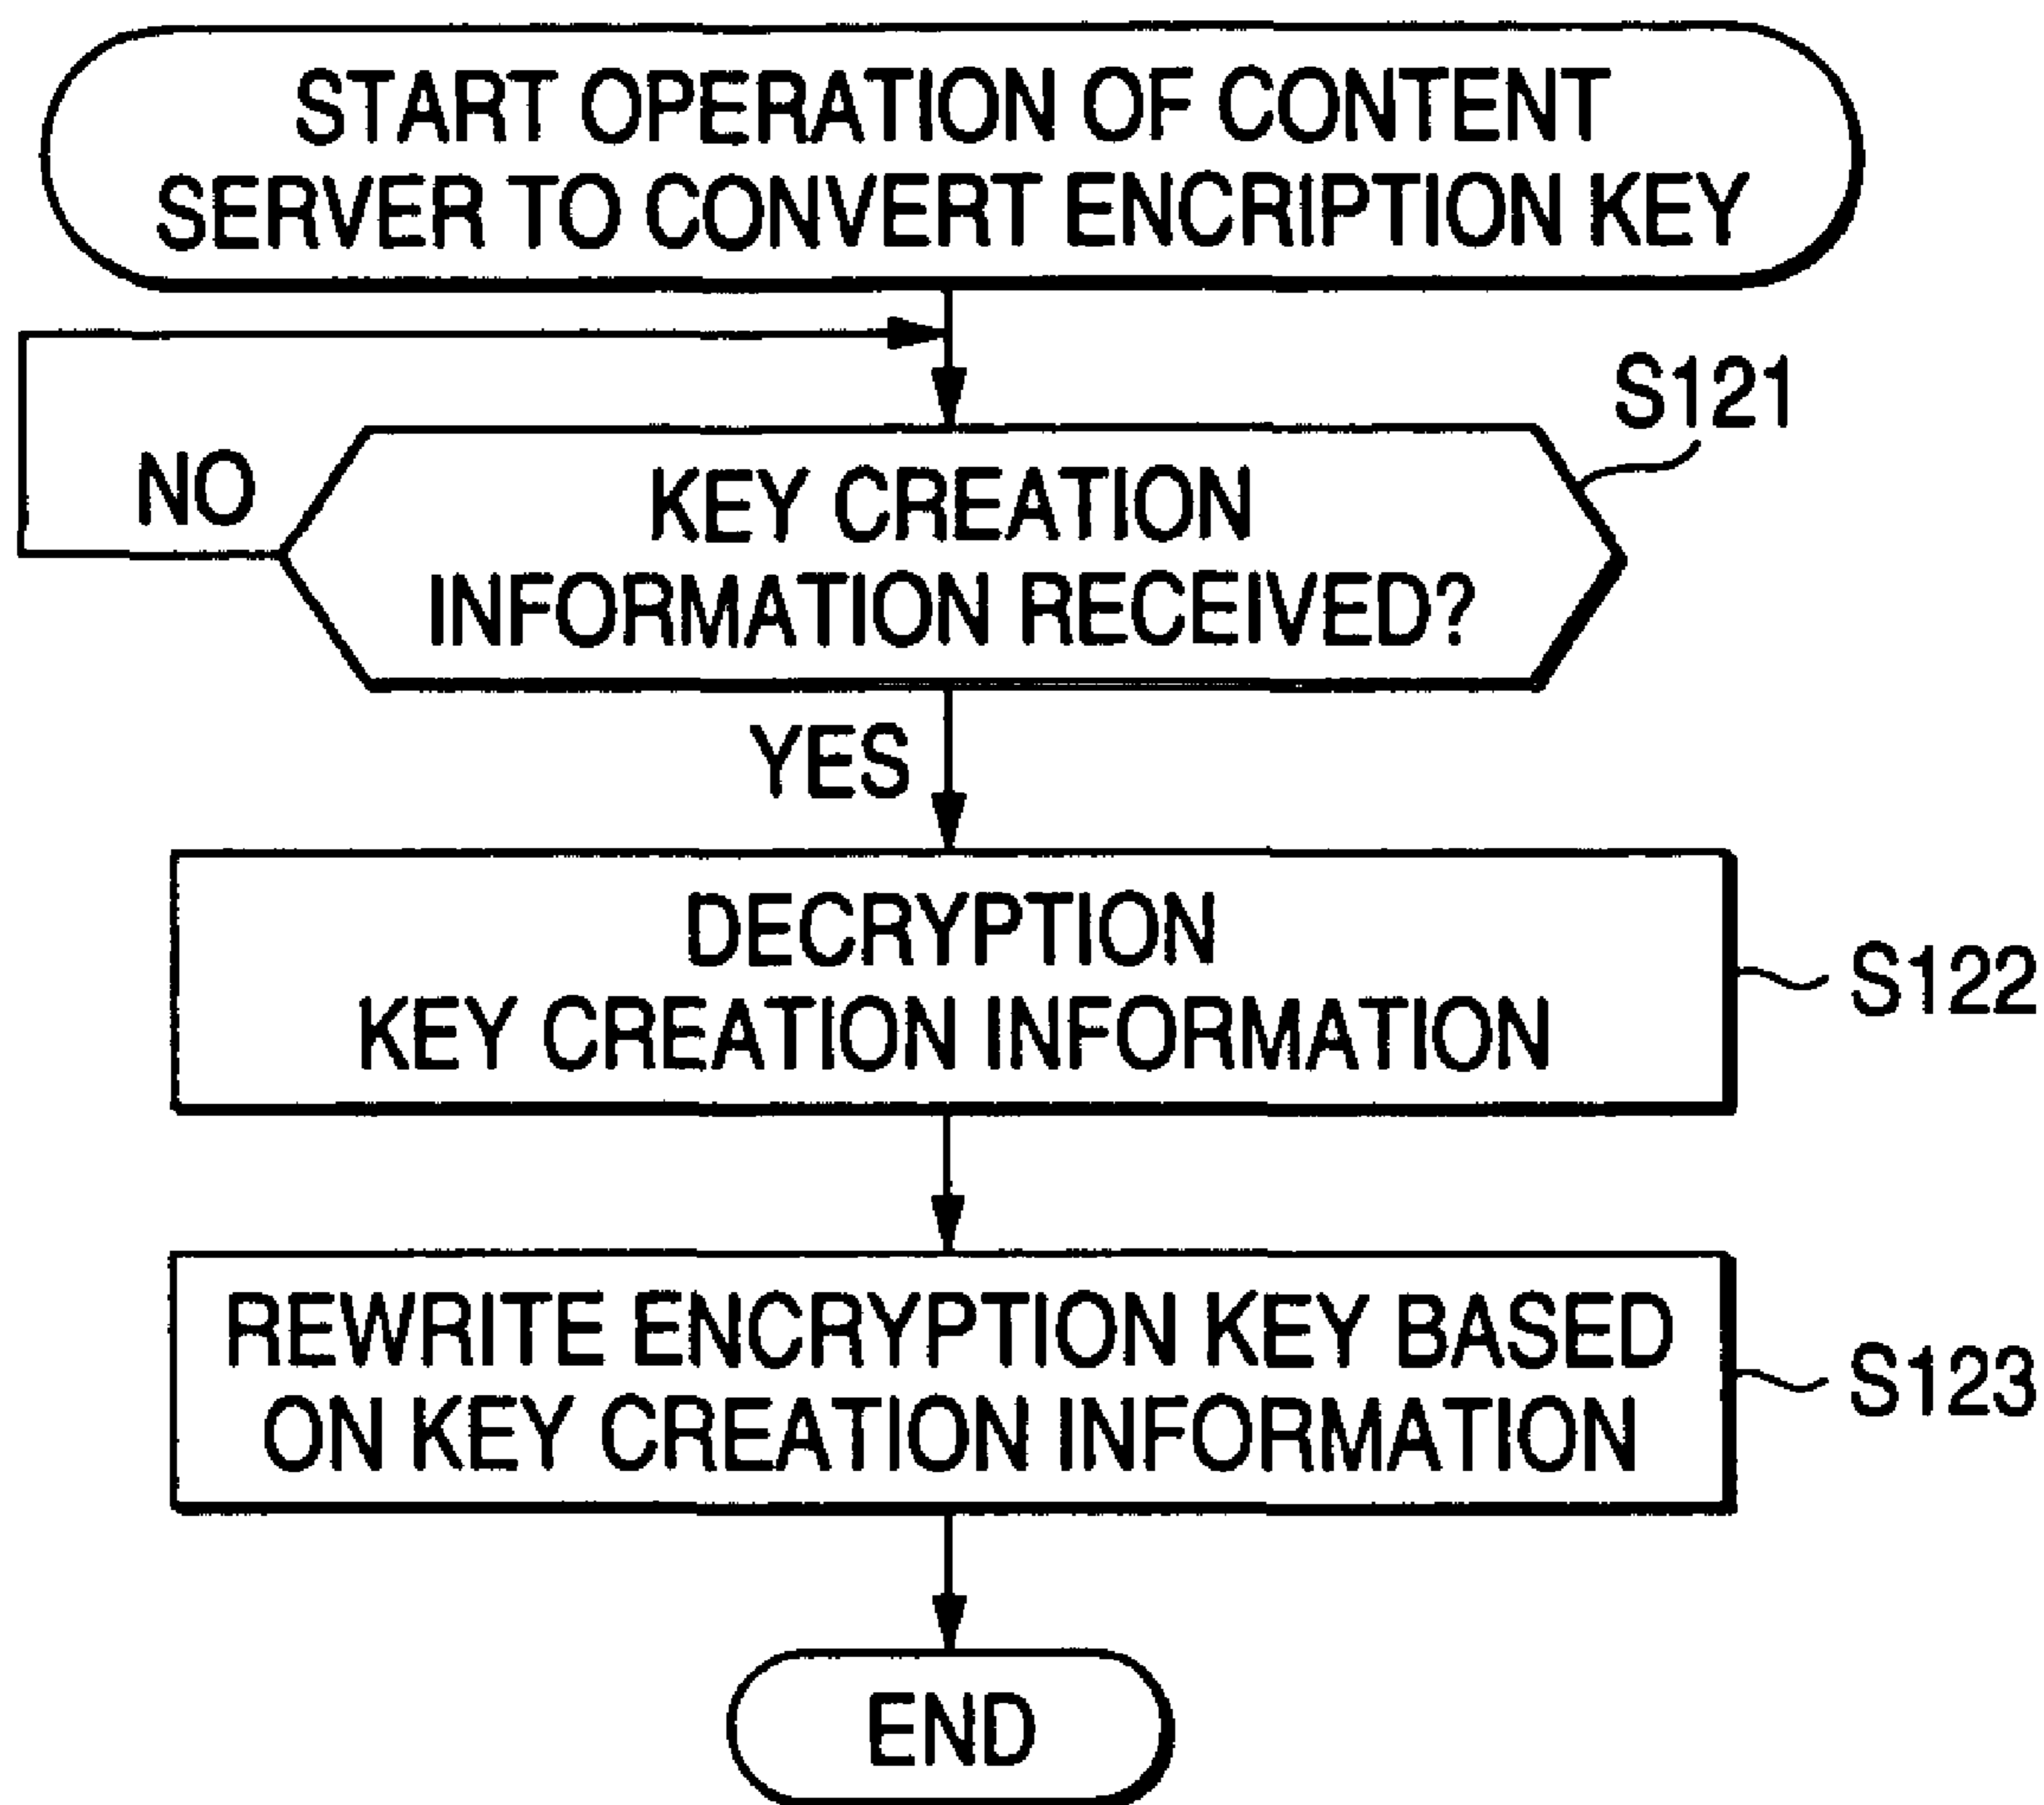 START OPERATION OF CONTENT
SERVER TO CONVERT ENCRIPTION KEY
S121
NO
KEY CREATION
INFORMATION RECEIVED?
YES
DECRYPTION
KEY CREATION INFORMATION
S122
REWRITE ENCRYPTION KEY BASED
ON KEY CREATION INFORMATION
S123
END